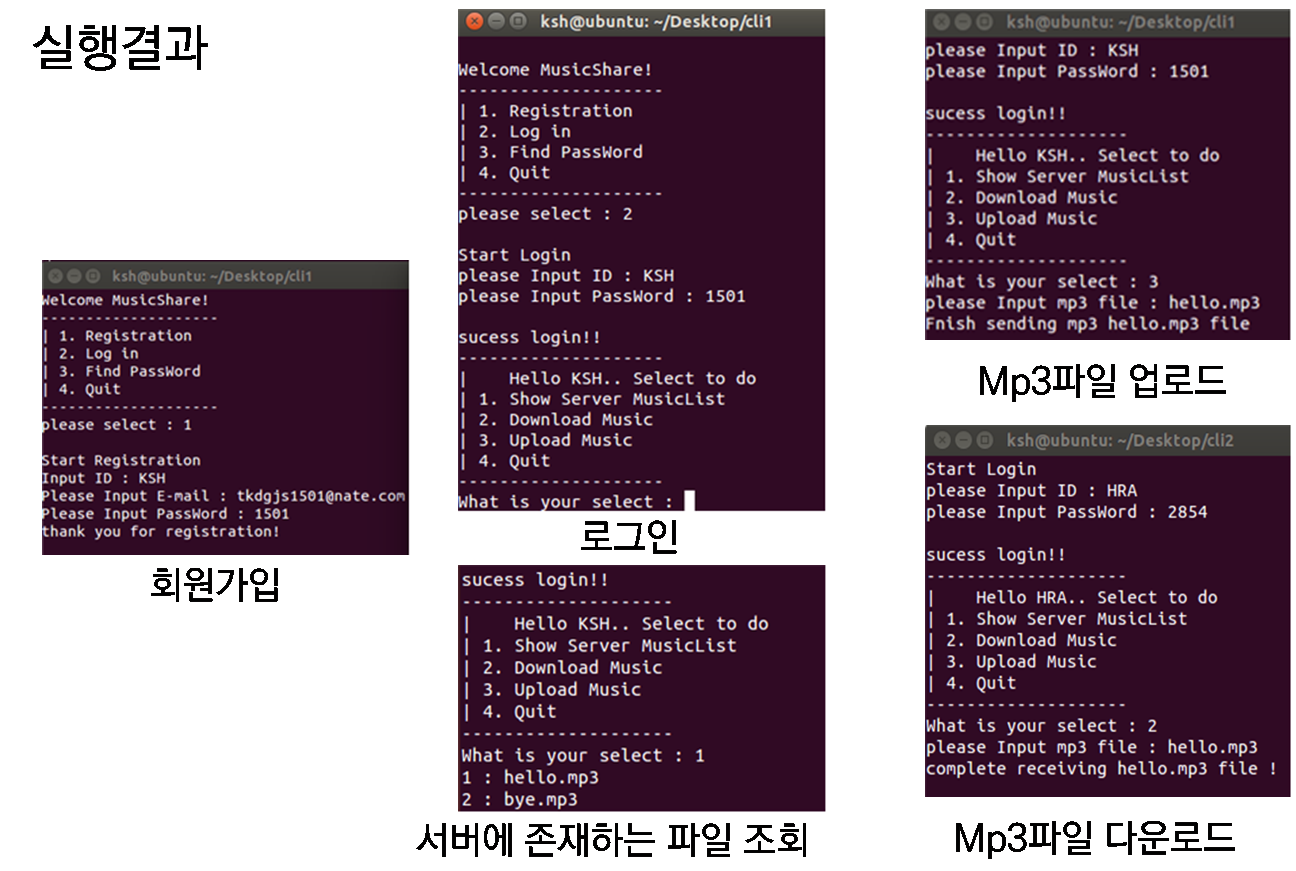 실행결과
ksh@ubuntu: ~/Desktop/cli1
Welcome MusicShare!
--------------------
| 1. Registration
| 2. Log in
| 3. Find PassWord
| 4. Quit
--------------------
please select : 1
Start Registration
Input ID : KSH
Please Input E-mail : tkdgjs1501@nate.com
Please Input PassWord : 1501
thank you for registration!
회원가입
ksh@ubuntu: ~/Desktop/cli1
Welcome MusicShare!
--------------------
| 1. Registration
| 2. Log in
| 3. Find PassWord
| 4. Quit
--------------------
please select : 2
Start Login
please Input ID : KSH
please Input PassWord : 1501
sucess login!!
--------------------
|    Hello KSH.. Select to do
| 1. Show Server MusicList
| 2. Download Music
| 3. Upload Music
| 4. Quit
--------------------
What is your select :
로그인
sucess login!!
--------------------
|    Hello KSH.. Select to do
| 1. Show Server MusicList
| 2. Download Music
| 3. Upload Music
| 4. Quit
--------------------
What is your select : 1
1 : hello.mp3
2 : bye.mp3
서버에 존재하는 파일 조회
ksh@ubuntu: ~/Desktop/cli1
please Input ID : KSH
please Input PassWord : 1501
sucess login!!
--------------------
|    Hello KSH.. Select to do
| 1. Show Server MusicList
| 2. Download Music
| 3. Upload Music
| 4. Quit
--------------------
What is your select : 3
please Input mp3 file : hello.mp3
Fnish sending mp3 hello.mp3 file
Mp3파일 업로드
ksh@ubuntu: ~/Desktop/cli2
Start Login
please Input ID : HRA
please Input PassWord : 2854
sucess login!!
--------------------
|    Hello HRA.. Select to do
| 1. Show Server MusicList
| 2. Download Music
| 3. Upload Music
| 4. Quit
--------------------
What is your select : 2
please Input mp3 file : hello.mp3
complete receiving hello.mp3 file !
Mp3파일 다운로드